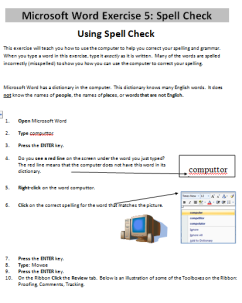 Microsoft Word Exercise 5: Spell Check
Using Spell Check
This exercise will teach you how to use the computer to help you correct your spelling and grammar.
When you type a word in this exercise, type it exactly as it is written. Many of the words are spelled
incorrectly (misspelled) to show you how you can use the computer to correct your spelling.
Microsoft Word has a dictionary in the computer. This dictionary knows many English words. It does
not know the names of people, the names of places, or words that are not English.
1. Open Microsoft Word
2. Type computtor
3. Press the ENTER key.
4. Do you see a red line on the screen under the word you just typed?
The red line means that the computer does not have this word in its
dictionary.
computtor
5. Right-click on the word computtor.
6. Click on the correct spelling for the word that matches the picture.
computer
7. Press the ENTER key.
8. Type: Movoe
9. Press the ENTER key.
10. On the Ribbon Click the Review tab. Below is an illustration of some of the Toolboxes on the Ribbon:
Proofing, Comments, Tracking.